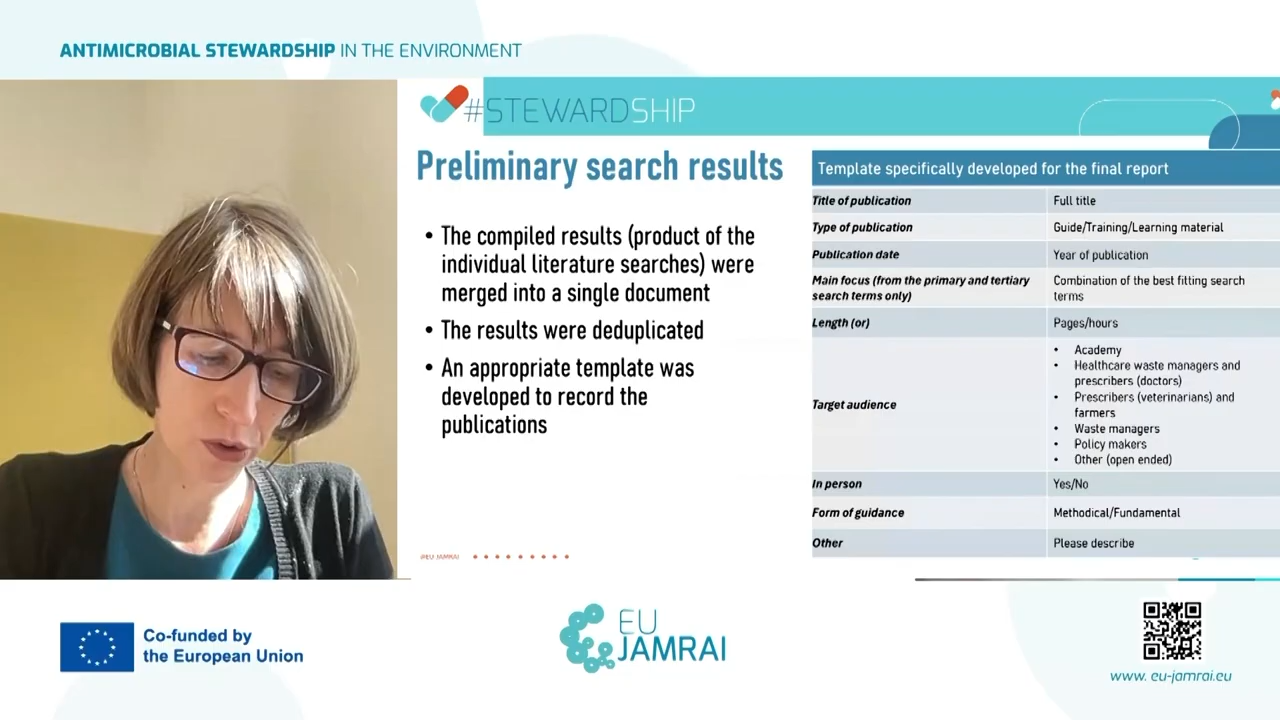 ANTIMICROBIAL STEWARDSHIP IN THE ENVIRONMENT
#STEWARDSHIP
Preliminary search results
• The compiled results (product of the
individual literature searches) were
merged into a single document
• The results were deduplicated
• An appropriate template was
developed to record the
publications
@EU_JAMRAI
Template specifically developed for the final report
Title of publication Full title
Type of publication Guide/Training/Learning material
Publication date Year of publication
Main focus (from the primary and tertiary
search terms only) Combination of the best fitting search
terms
Length (or) Pages/hours
Target audience
• Academy
• Healthcare waste managers and
prescribers (doctors)
• Prescribers (veterinarians) and
farmers
• Waste managers
• Policy makers
• Other (open ended)
In person Yes/No
Form of guidance Methodical/Fundamental
Other Please describe
Co-funded by
the European Union
EU
JAMRAI
www.eu-jamrai.eu